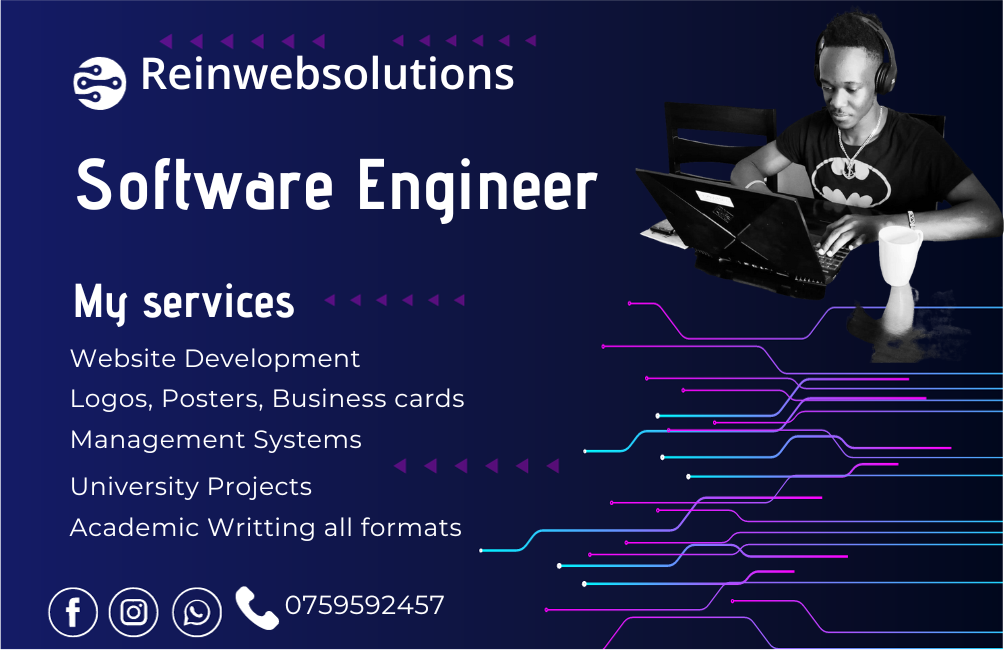 Reinwebsolutions
Software Engineer
My services
Website Development
Logos, Posters, Business cards
Management Systems
University Projects
Academic Writting all formats
0759592457